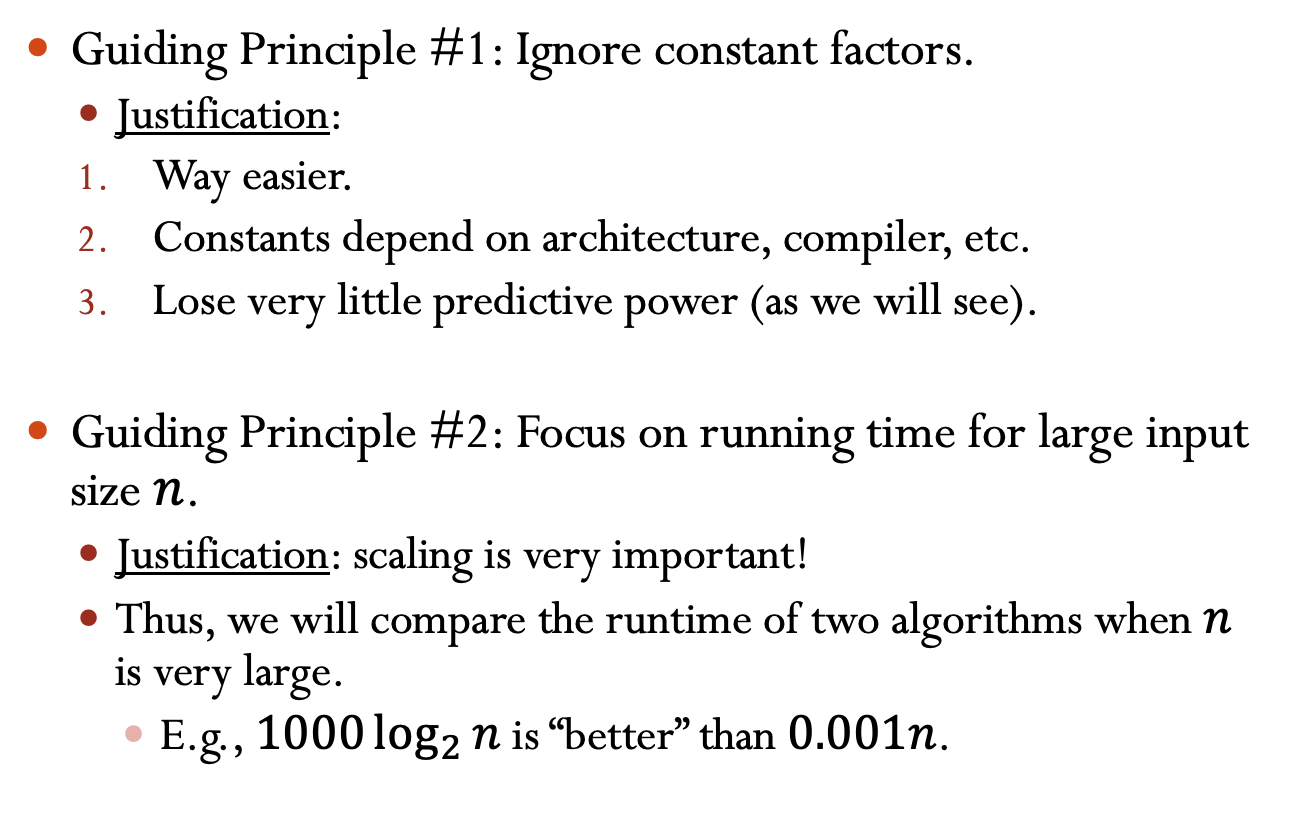 • Guiding Principle #1: Ignore constant factors.
• Justification:
1. Way easier.
2. Constants depend on architecture, compiler, etc.
3. Lose very little predictive power (as we will see).
• Guiding Principle #2: Focus on running time for large input
size n.
• Justification: scaling is very important!
• Thus, we will compare the runtime of two algorithms when n
is very large.
• E.g., 1000 log₂ n is “better” than 0.001n.